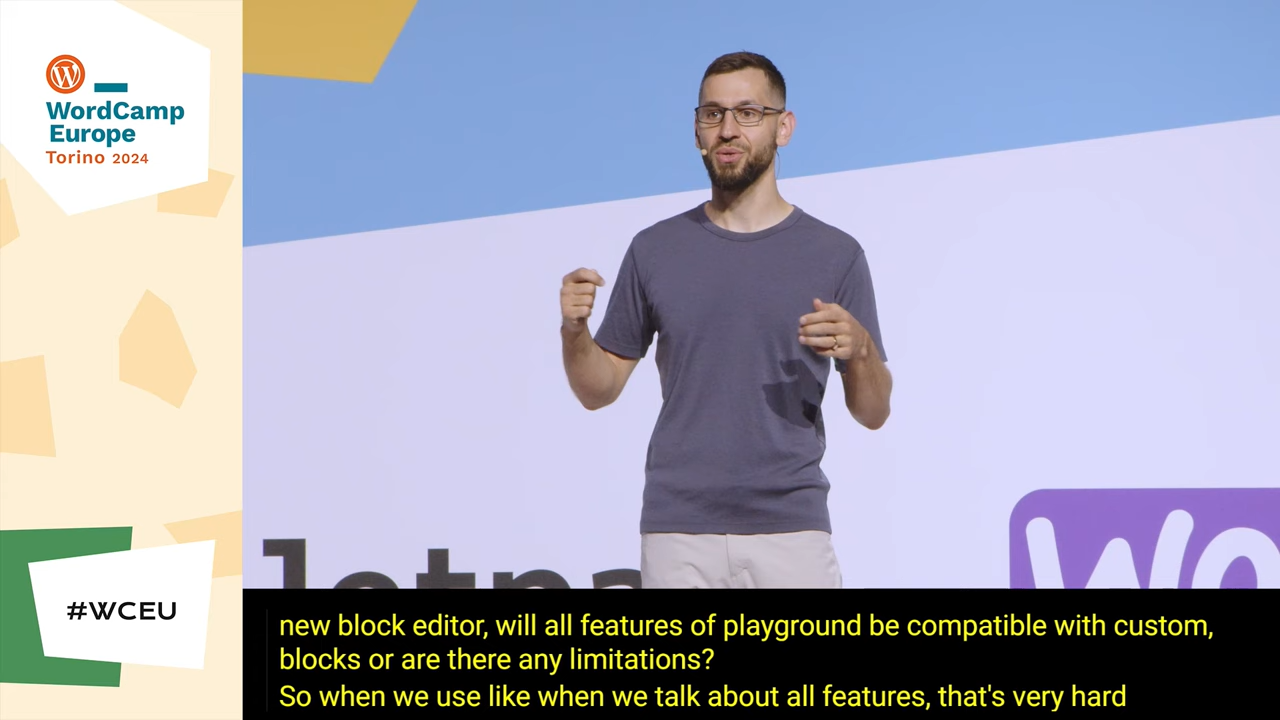 WordCamp
Europe
Torino 2024
#WCEU
new block editor, will all features of playground be compatible with custom,
blocks or are there any limitations?
So when we use like when we talk about all features, that's very hard